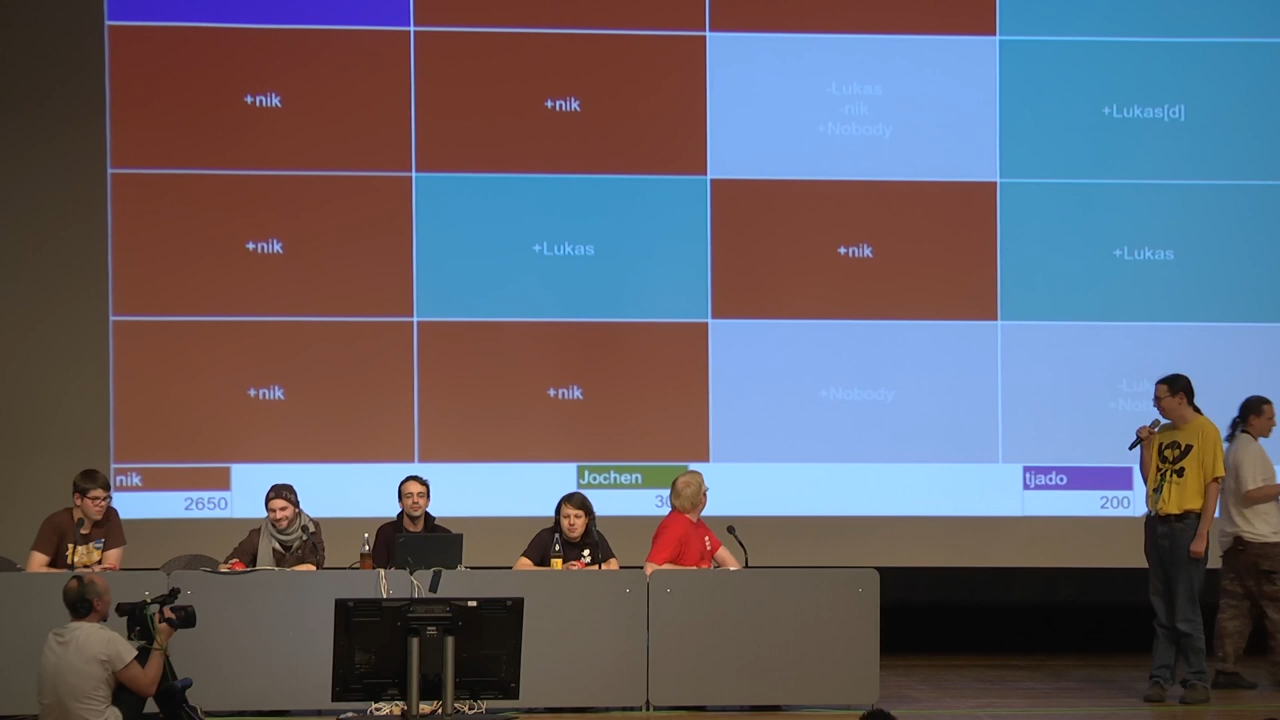 +nik
+nik
-Lukas
-nik
+Nobody
+Lukas[d]
+nik
+Lukas
+nik
+Lukas
+nik
+nik
+Nobody
nik
2650
Jochen
tjado
200